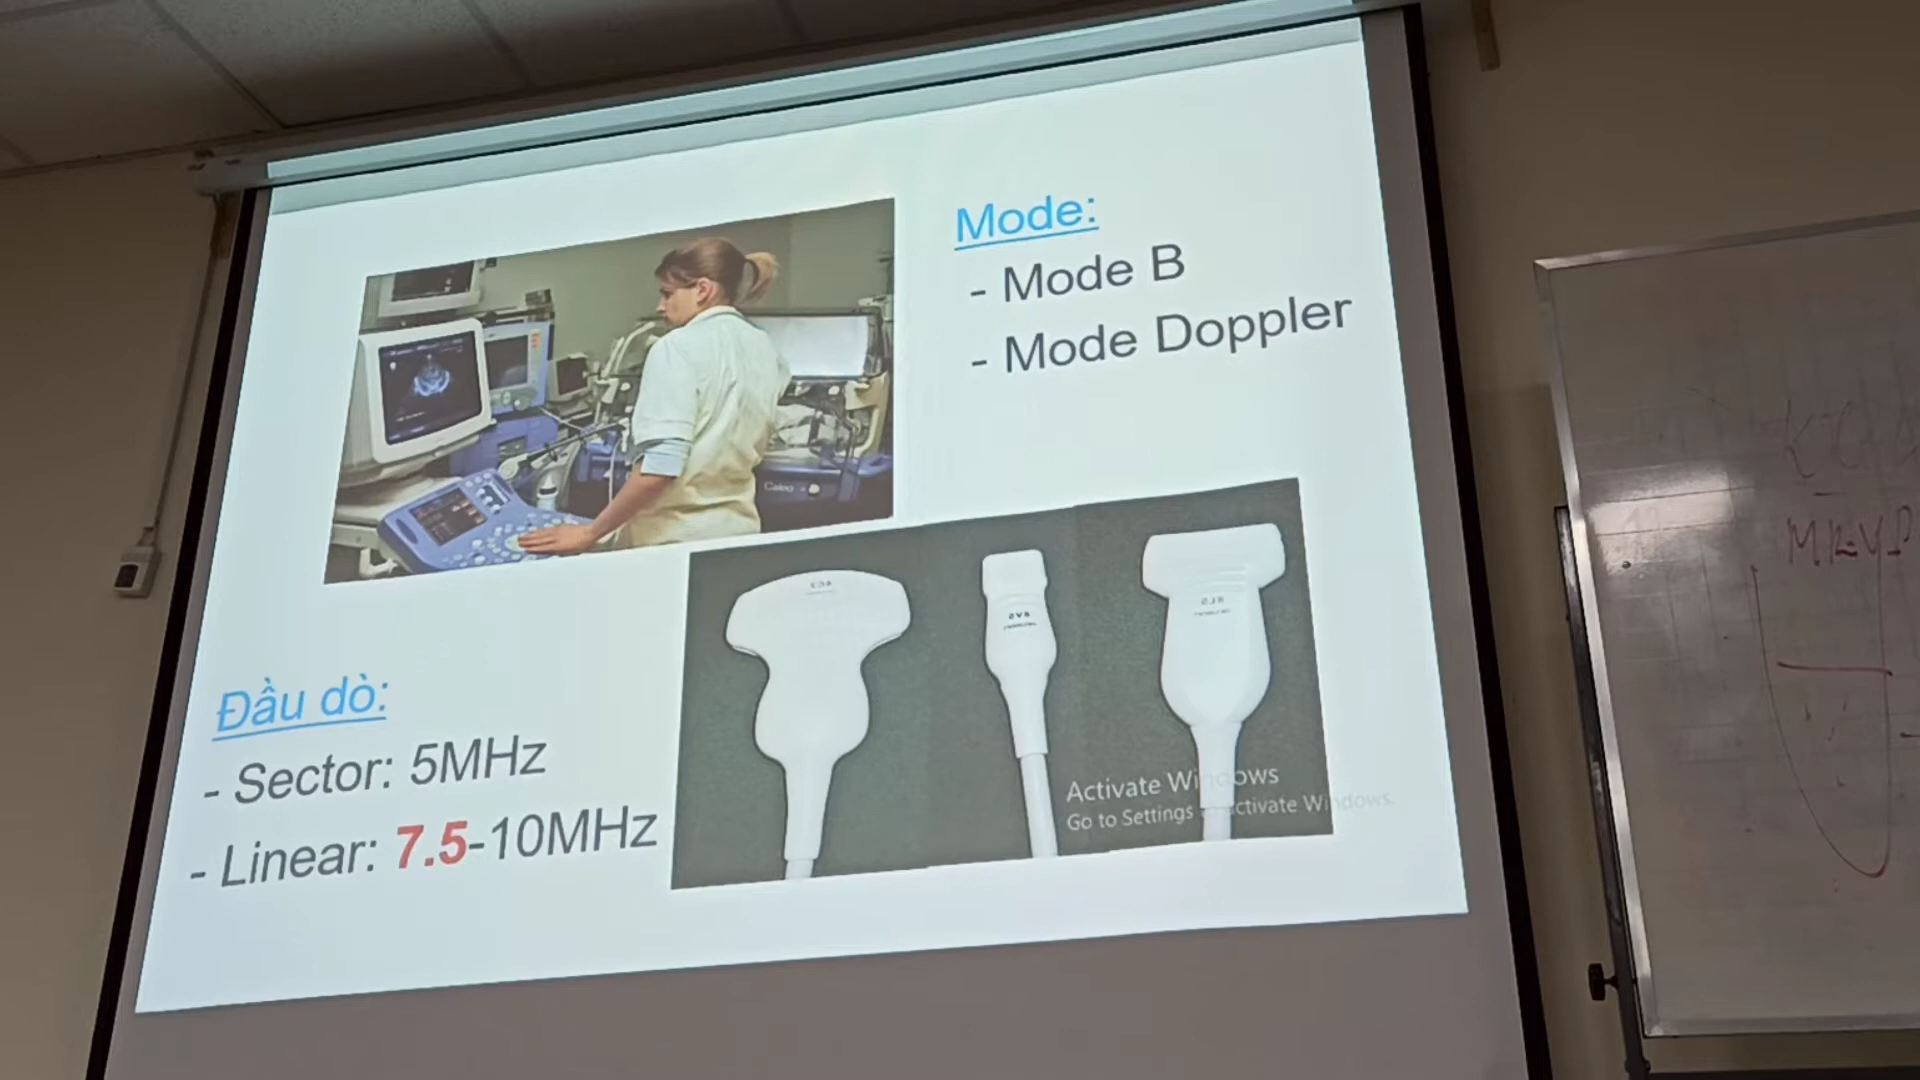 Mode:
- Mode B
- Mode Doppler
Đầu dò:
- Sector: 5MHz
- Linear: 7.5-10MHz
Activate Windows
Go to Settings to activate Windows.